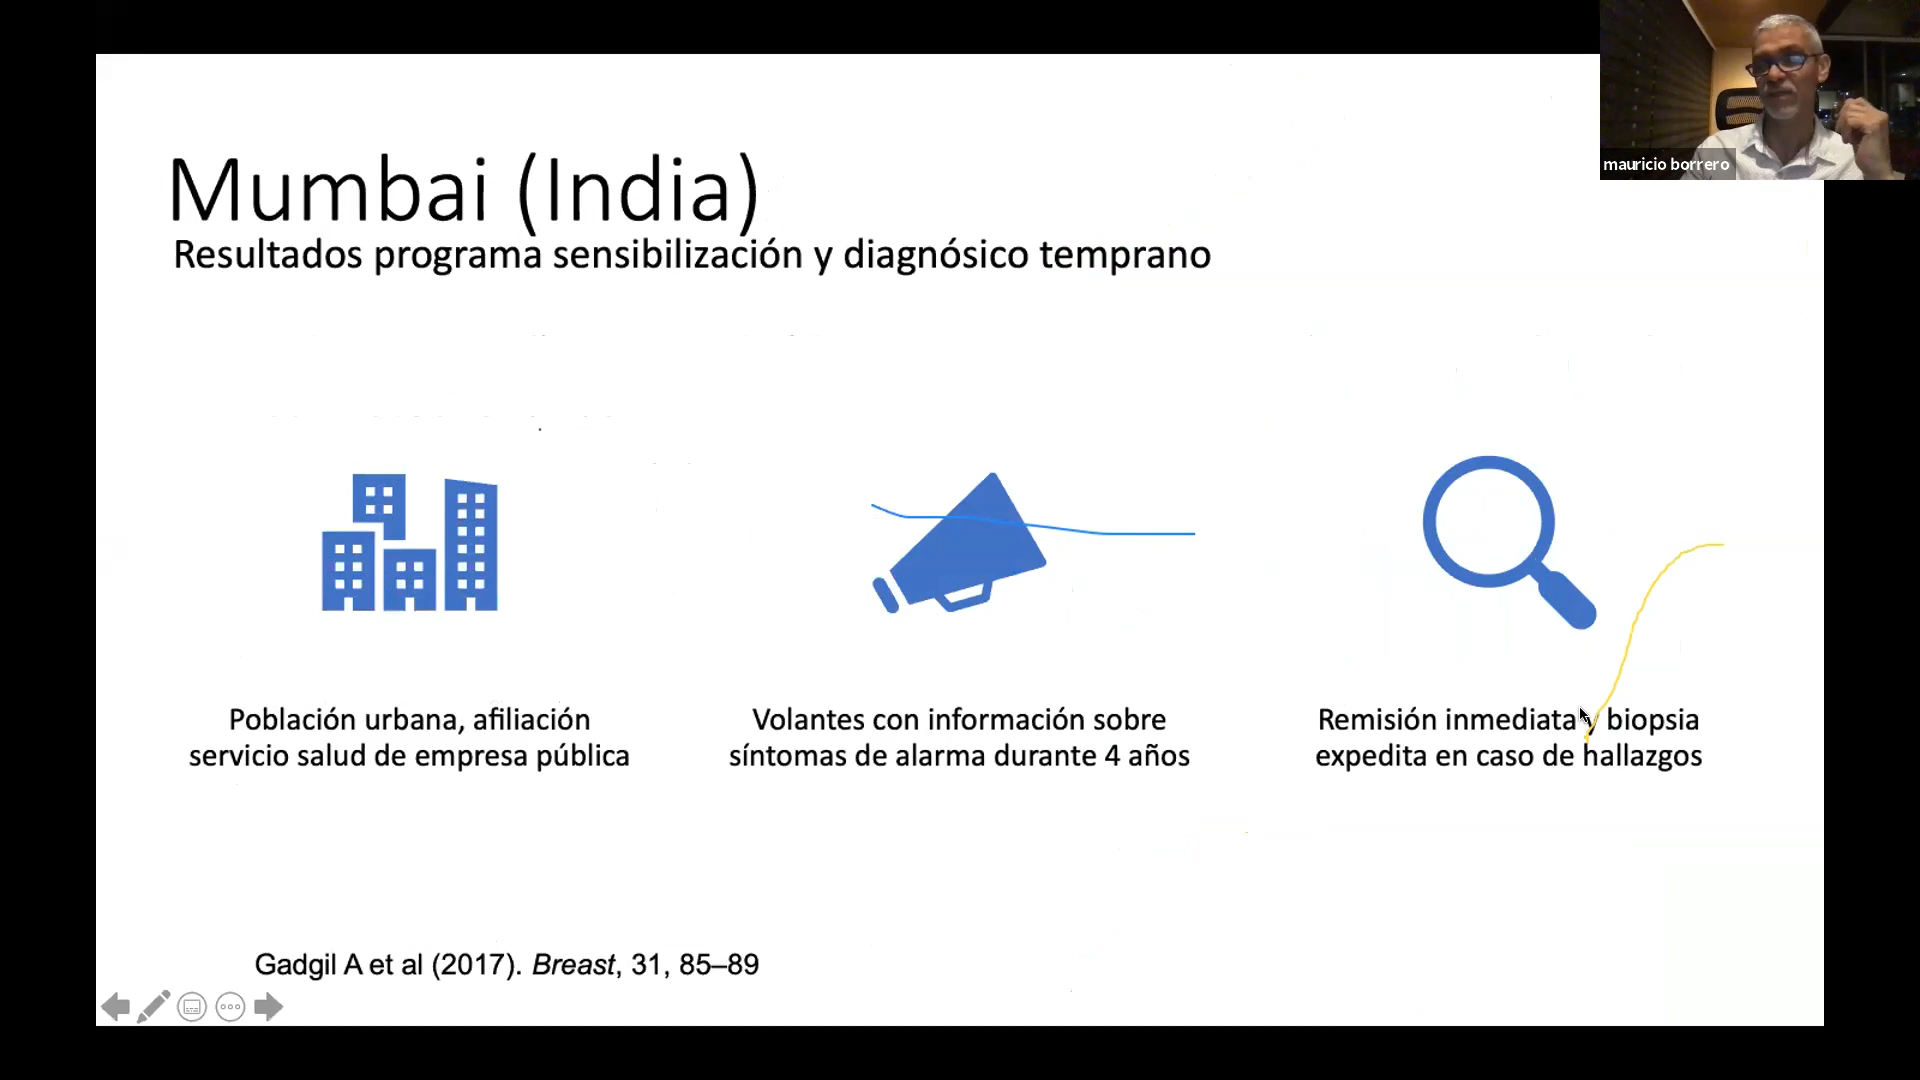 mauricio borrero
Mumbai (India)
Resultados programa sensibilización y diagnósico temprano
Población urbana, afiliación
servicio salud de empresa pública
Volantes con información sobre
síntomas de alarma durante 4 años
Remisión inmediata y biopsia
expedita en caso de hallazgos
Gadgil A et al (2017). Breast, 31, 85–89